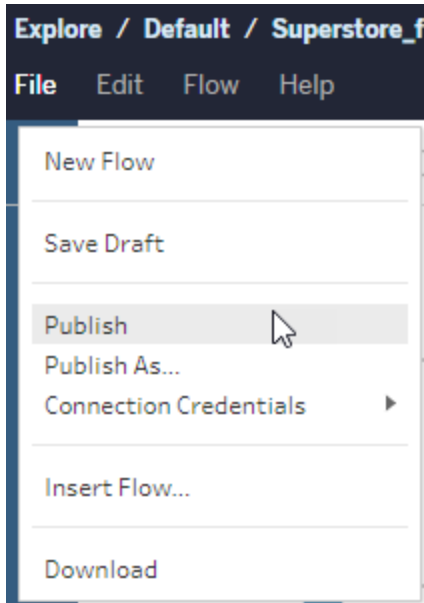 Explore / Default / Superstore_f
File Edit Flow Help
New Flow
Save Draft
Publish
Publish As...
Connection Credentials
Insert Flow...
Download